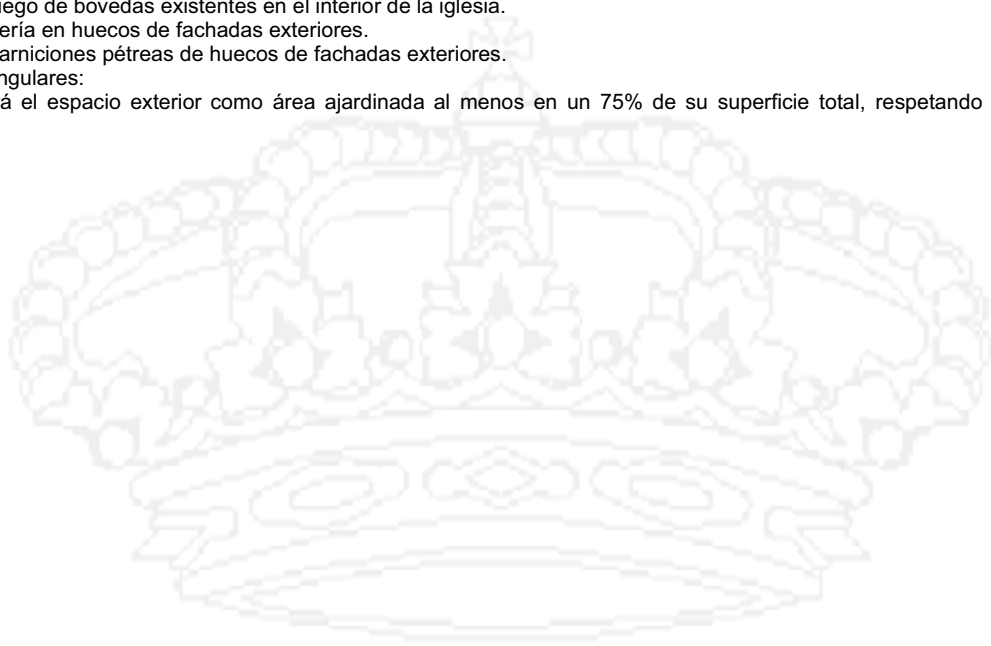 uego de bóvedas existentes en el interior de la iglesia.
ería en huecos de fachadas exteriores.
arniciones pétreas de huecos de fachadas exteriores.
ngulares:
á el espacio exterior como área ajardinada al menos en un 75% de su superficie total, respetando